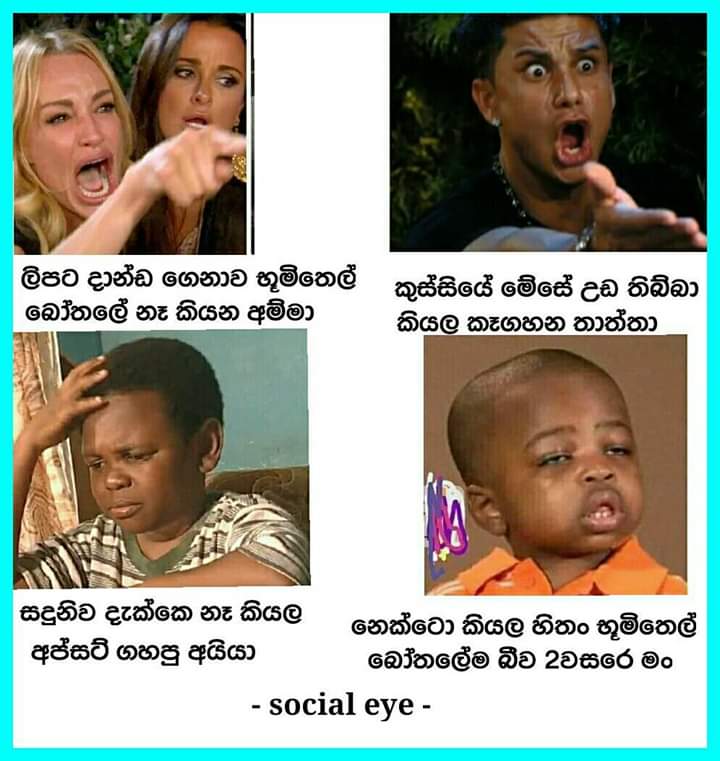 ලිපට දාන්ඩ ගෙනාව භූමිතෙල්
බෝතලේ නෑ කියන අම්මා
කුස්සියේ මේසේ උඩ තිබ්බා
කියල කෑගහන තාත්තා
සදුනිව දැක්කෙ නෑ කියල
අප්සට් ගහපු අයියා
නෙක්ටො කියල හිතං භූමිතෙල්
බෝතලේම බීව 2වසරෙ මං
- social eye -